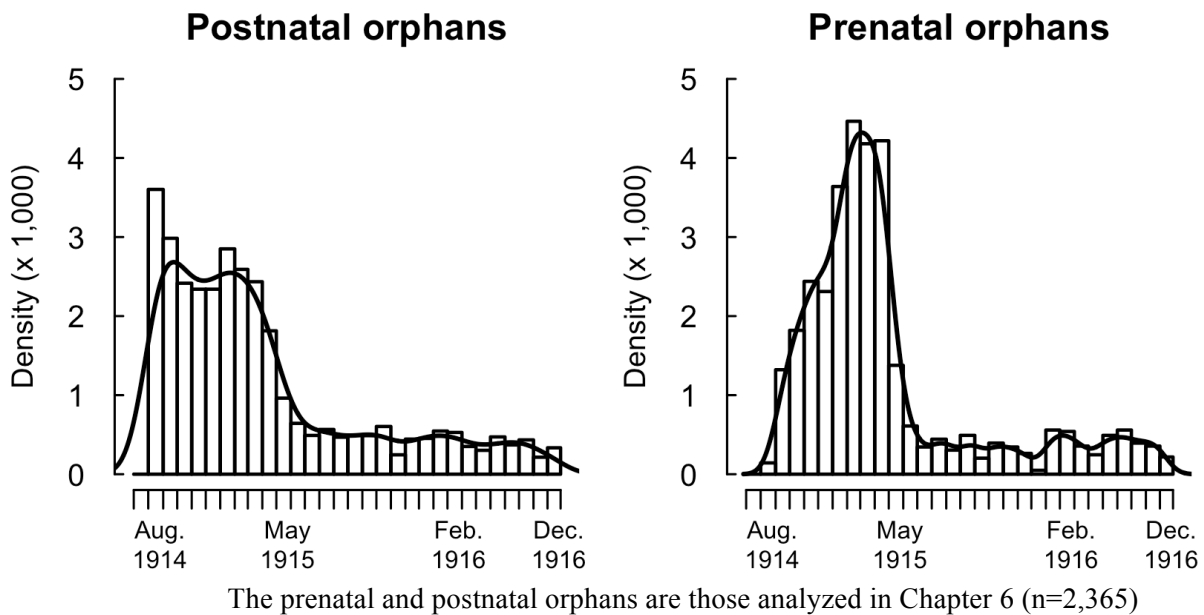 Postnatal orphans
Density (x 1,000)
5
4
3
2
1
0
Aug.
1914
May
1915
Feb.
1916
Dec.
1916
Prenatal orphans
Density (x 1,000)
5
4
3
2
1
0
Aug.
1914
May
1915
Feb.
1916
Dec.
1916
The prenatal and postnatal orphans are those analyzed in Chapter 6 (n=2,365)